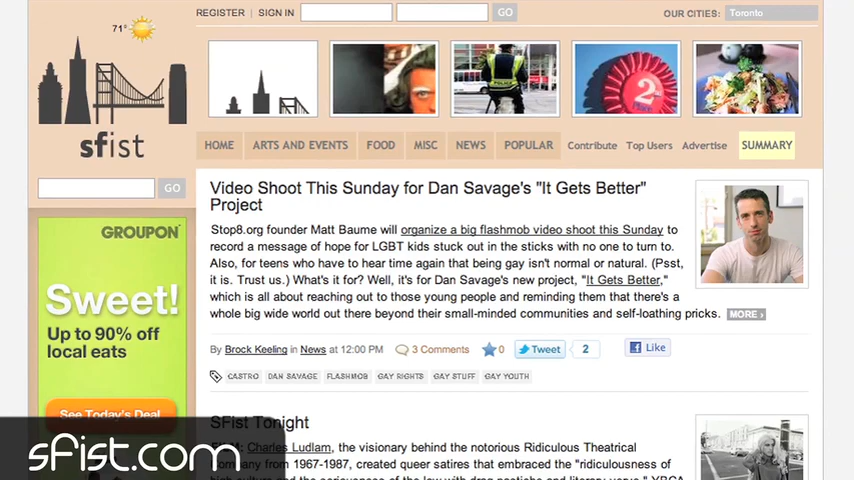 REGISTER | SIGN IN
GO
OUR CITIES: Toronto
71°
2
sfist
HOME ARTS AND EVENTS FOOD MISC NEWS POPULAR Contribute Top Users Advertise SUMMARY
GO
Video Shoot This Sunday for Dan Savage's "It Gets Better"
Project
Stop8.org founder Matt Baume will organize a big flashmob video shoot this Sunday to
record a message of hope for LGBT kids stuck out in the sticks with no one to turn to.
Also, for teens who have to hear time again that being gay isn't normal or natural. (Psst,
it is. Trust us.) What's it for? Well, it's for Dan Savage's new project, "It Gets Better,"
which is all about reaching out to those young people and reminding them that there's a
whole big wide world out there beyond their small-minded communities and self-loathing pricks. MORE
By Brock Keeling in News at 12:00 PM 3 Comments 0 Tweet 2 Like
CASTRO DAN SAVAGE FLASHMOB GAY RIGHTS GAY STUFF GAY YOUTH
GROUPON
Sweet!
Up to 90% off
local eats
See Today's Deal
SFist Tonight
Charles Ludlam, the visionary behind the notorious Ridiculous Theatrical
Company from 1967-1987, created queer satires that embraced the "ridiculousness of
sfist.com